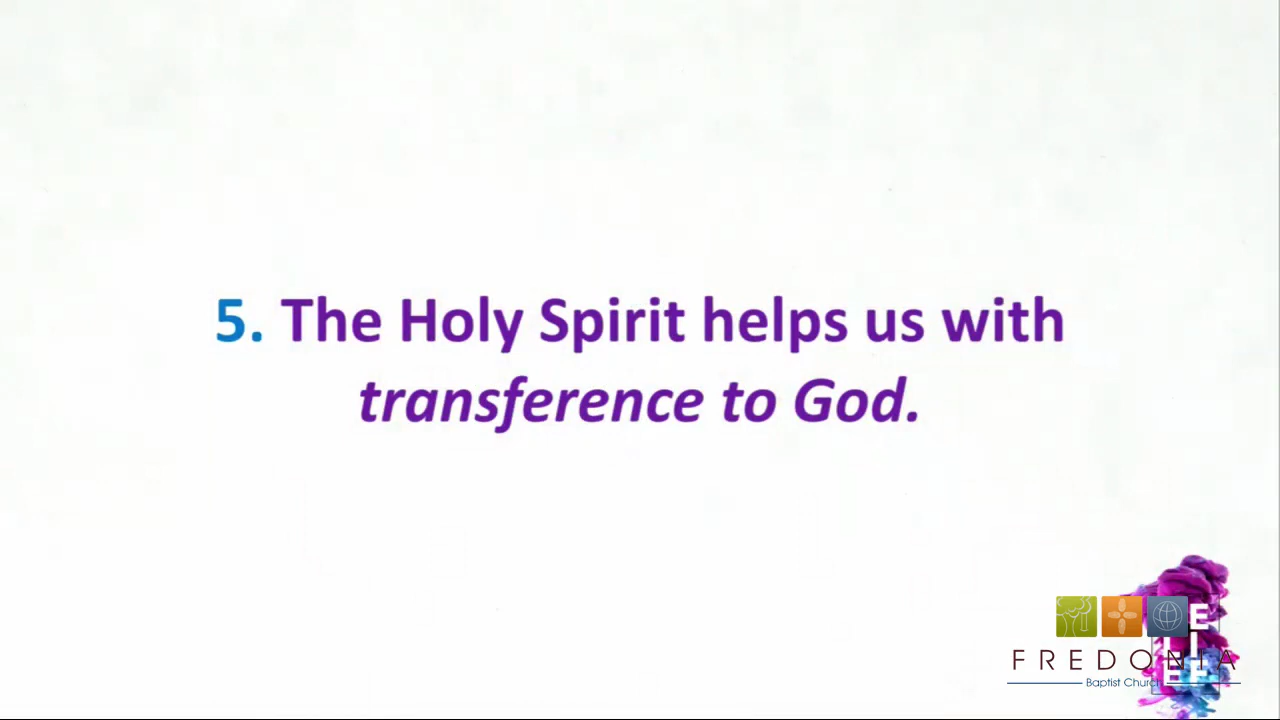 5. The Holy Spirit helps us with
transference to God.
FREDONIA
Baptist Church